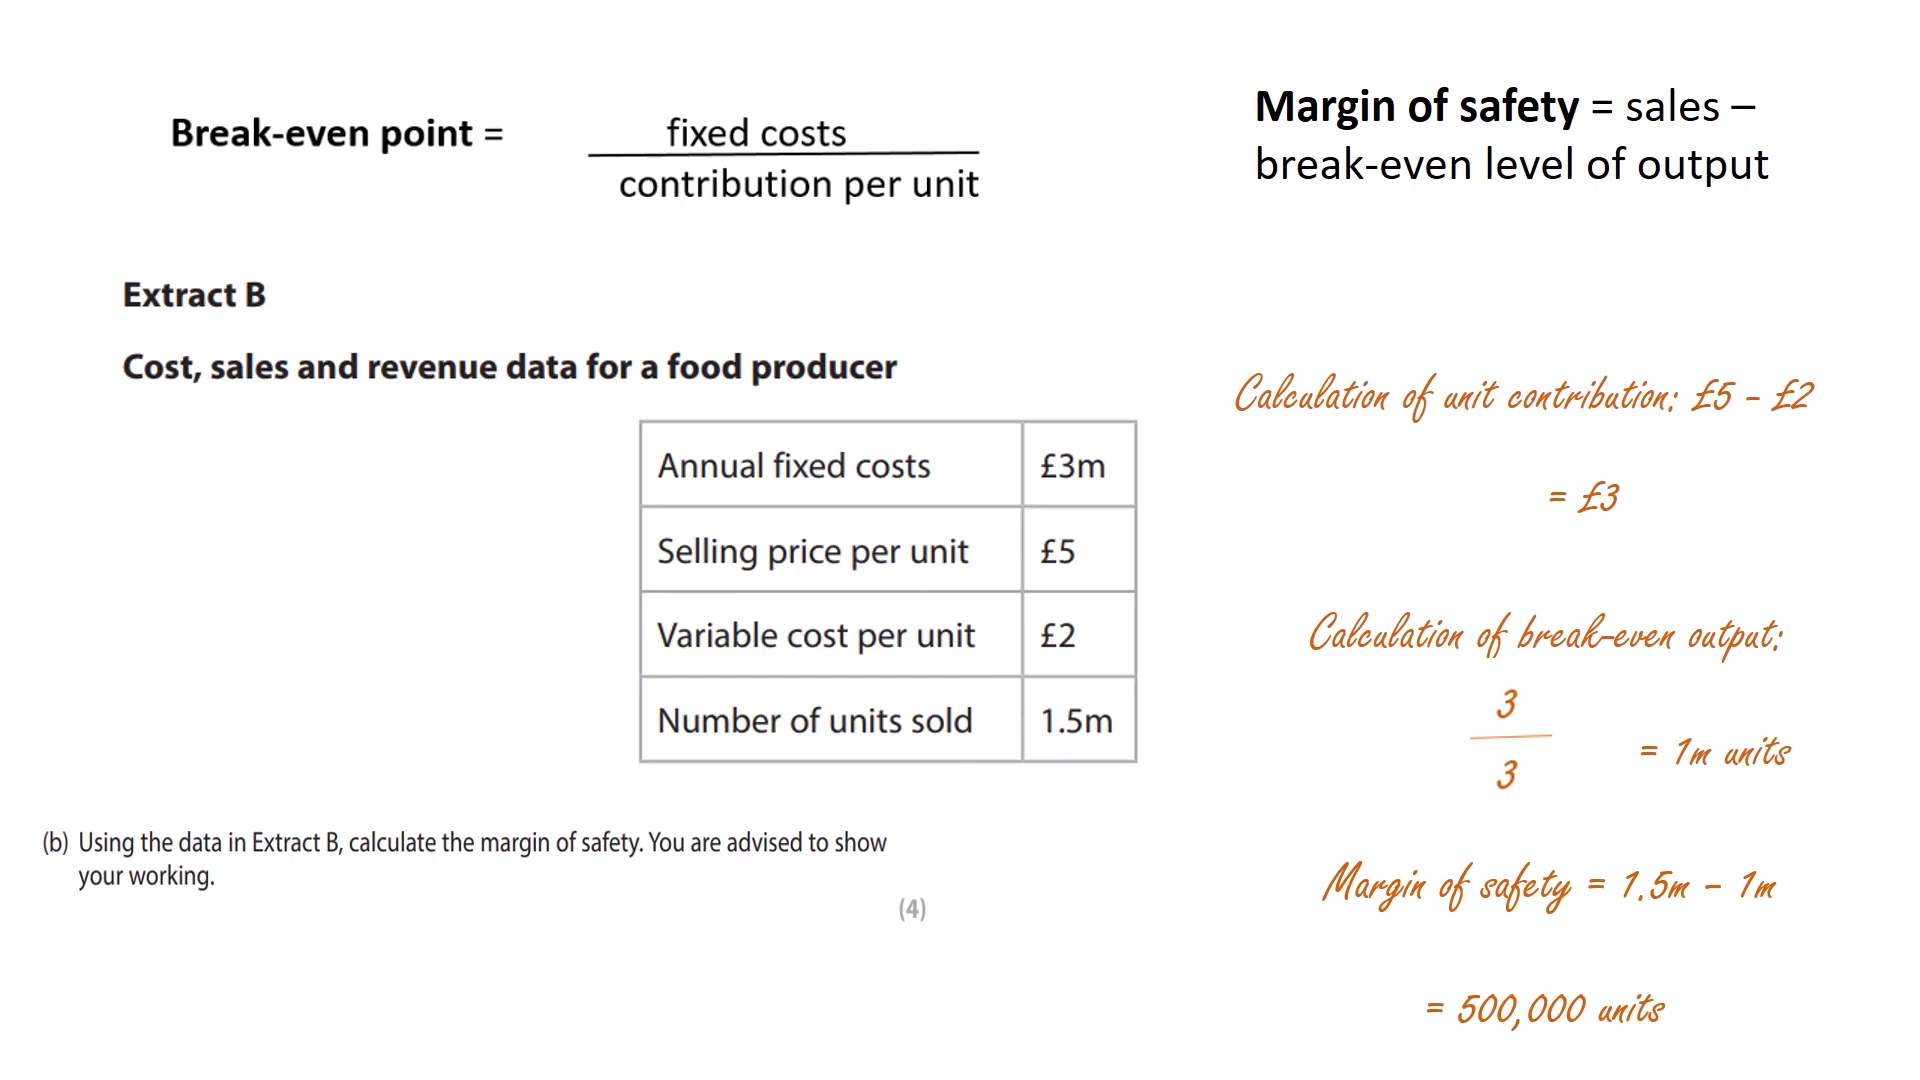 Break-even point = fixed costs
contribution per unit
Margin of safety = sales –
break-even level of output
Extract B
Cost, sales and revenue data for a food producer
Annual fixed costs £3m
Selling price per unit £5
Variable cost per unit £2
Number of units sold 1.5m
(b) Using the data in Extract B, calculate the margin of safety. You are advised to show
your working.
(4)
Calculation of unit contribution: £5 – £2
= £3
Calculation of break-even output:
3
3
= 1m units
Margin of safety = 1.5m – 1m
= 500,000 units